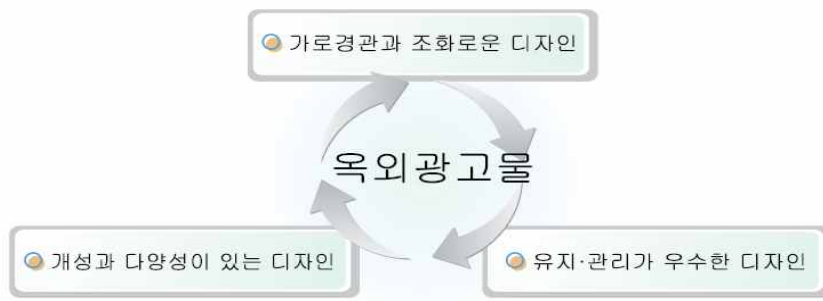 가로경관과 조화로운 디자인
옥외광고물
개성과 다양성이 있는 디자인
유지·관리가 우수한 디자인